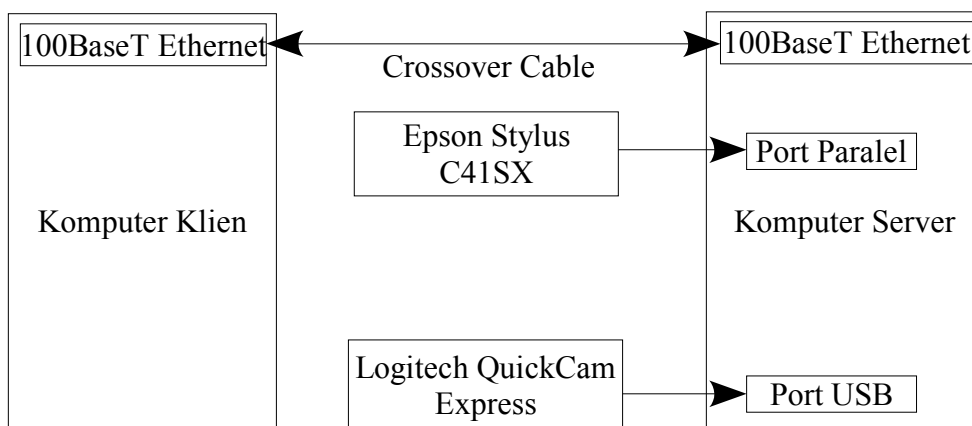 100BaseT Ethernet
100BaseT Ethernet
Crossover Cable
Epson Stylus
C41SX
Port Paralel
Komputer Klien
Komputer Server
Logitech QuickCam
Express
Port USB